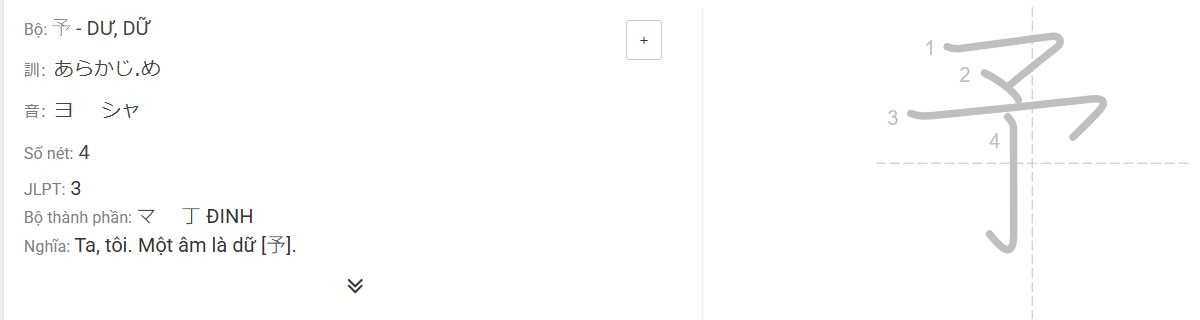 Bộ: 予 - DƯ, DỮ
+
訓: あらかじ.め
音: ヨ シャ
Số nét: 4
JLPT: 3
Bộ thành phần: マ 丁 ĐINH
Nghĩa: Ta, tôi. Một âm là dữ [予].
予
1
2
3
4